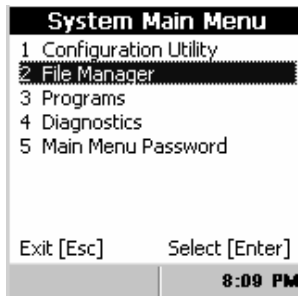 System Main Menu
1 Configuration Utility
2 File Manager
3 Programs
4 Diagnostics
5 Main Menu Password
Exit [Esc] Select [Enter]
8:09 PM